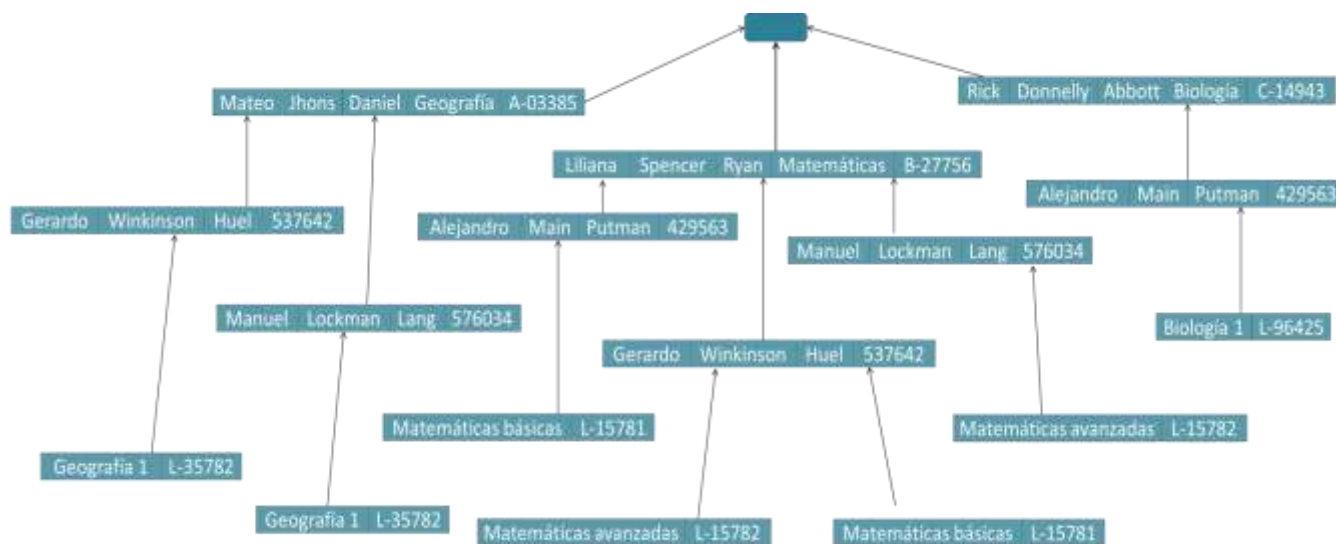 Rick Donnelly Abbott Biología C-14943
Mateo Jhons Daniel Geografía A-03385
Liliana Spencer Ryan Matemáticas B-27756
Alejandro Main Putman 429563
Gerardo Winkinson Huel 537642
Alejandro Main Putman 429563
Manuel Lockman Lang 576034
Manuel Lockman Lang 576034
Biología 1 L-96425
Gerardo Winkinson Huel 537642
Matemáticas básicas L-15781
Matemáticas avanzadas L-15782
Geografía 1 L-35782
Geografía 1 L-35782
Matemáticas avanzadas L-15782
Matemáticas básicas L-15781